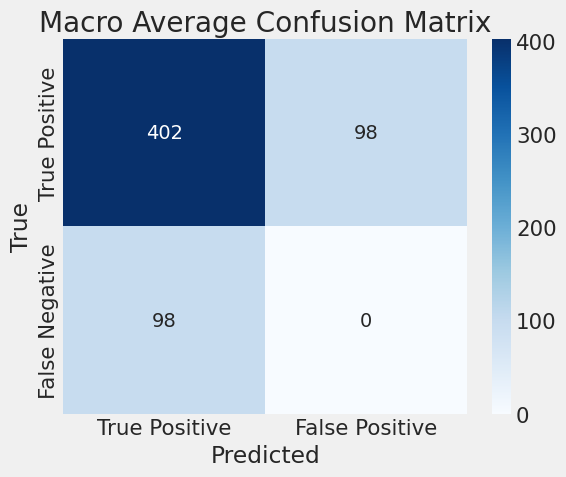 Macro Average Confusion Matrix
True
True Positive
False Negative
402
98
98
0
True Positive
False Positive
Predicted
400
300
200
100
0